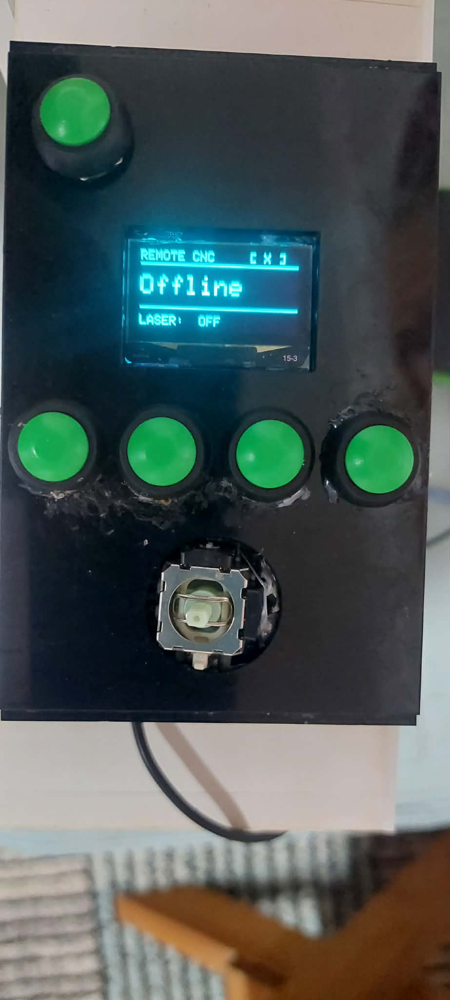 REMOTE CNC [ X ]
Offline
LASER: OFF
15-3